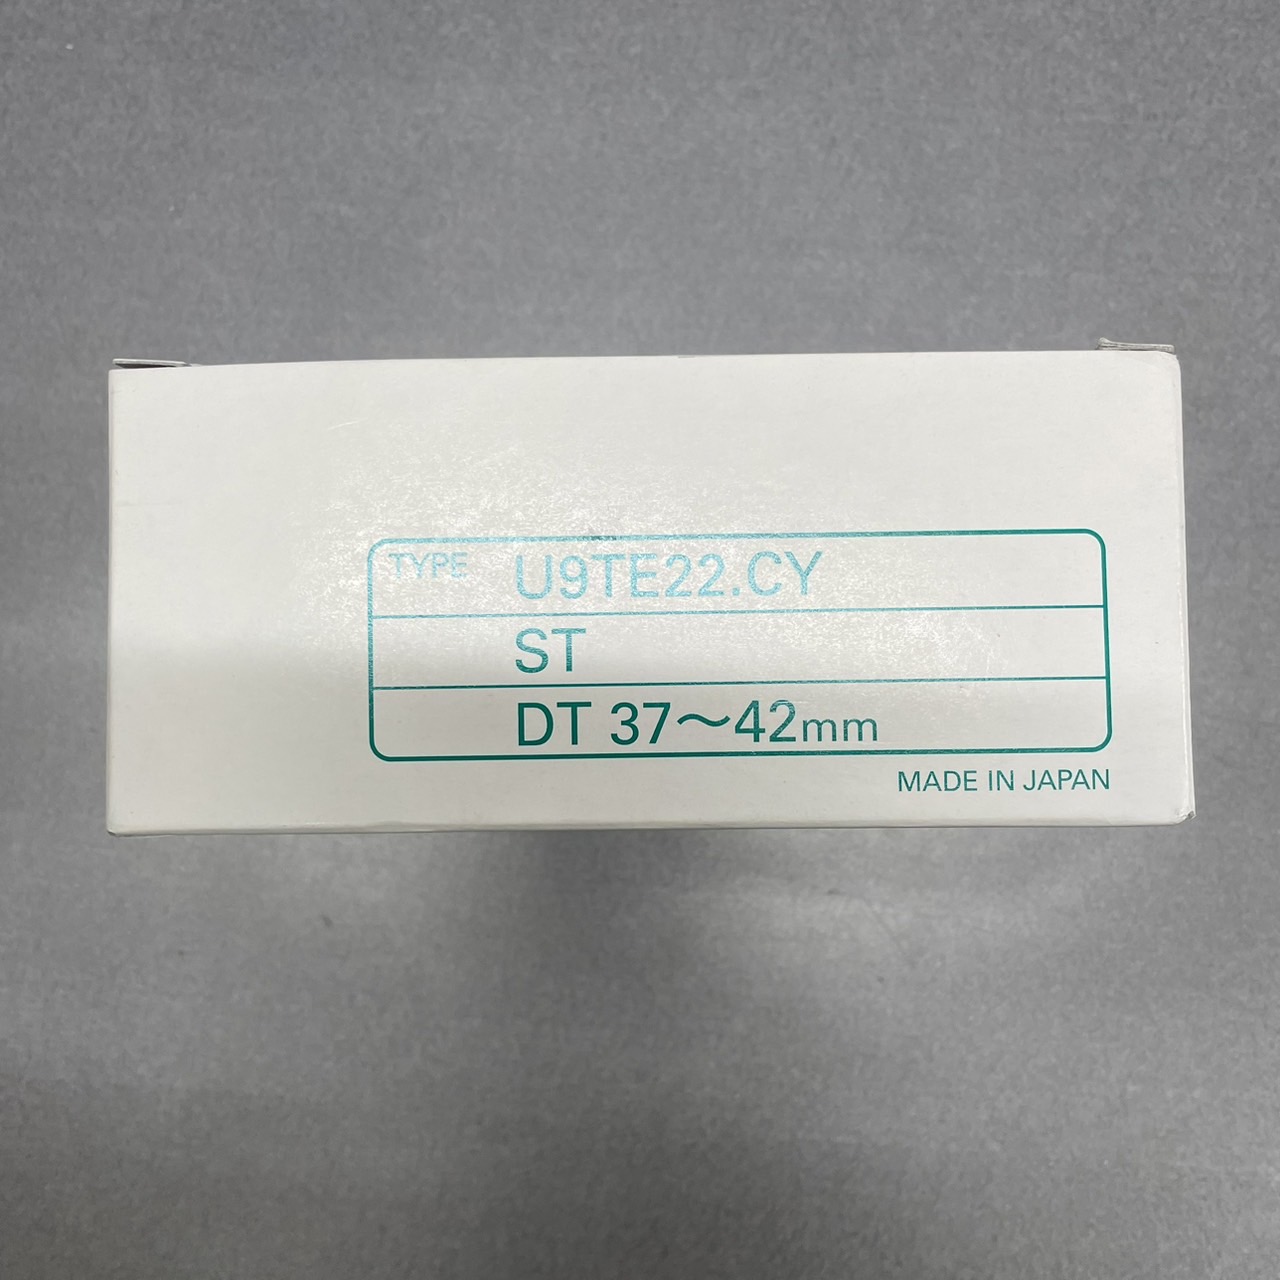 TYPE U9TE22.CY
ST
DT 37～42mm
MADE IN JAPAN